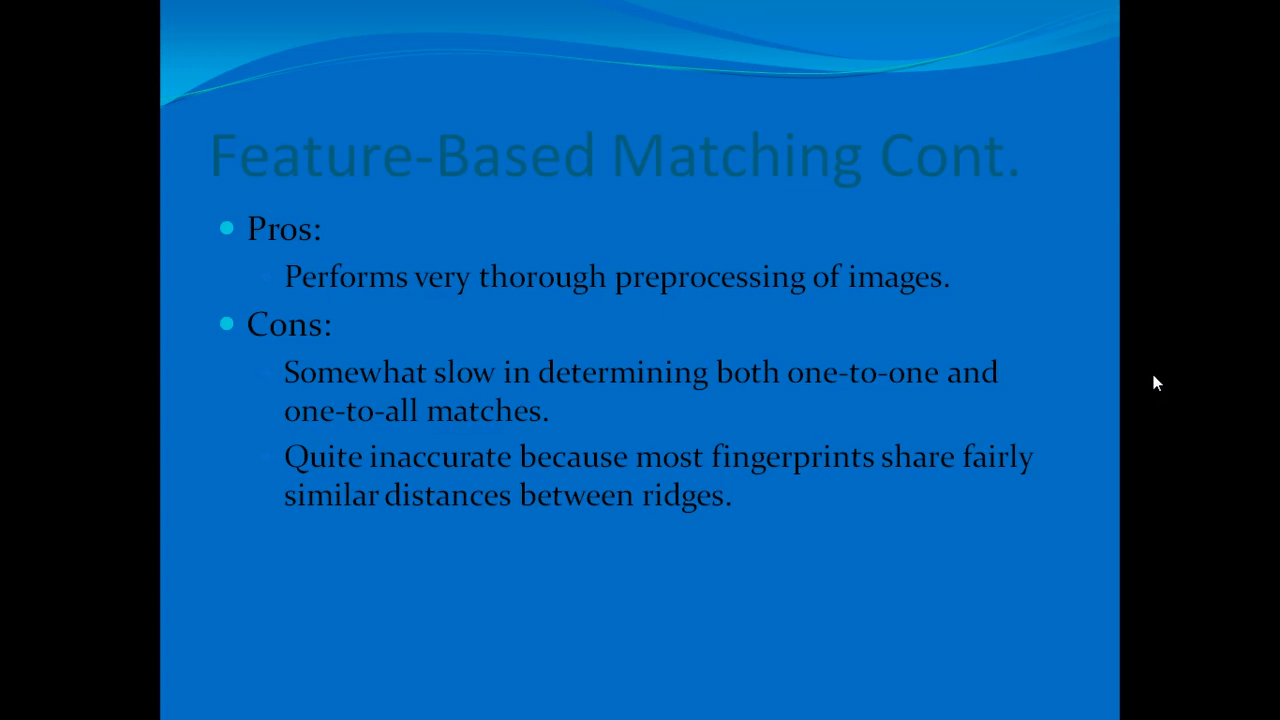 Feature-Based Matching Cont.
Pros:
Performs very thorough preprocessing of images.
Cons:
Somewhat slow in determining both one-to-one and
one-to-all matches.
Quite inaccurate because most fingerprints share fairly
similar distances between ridges.